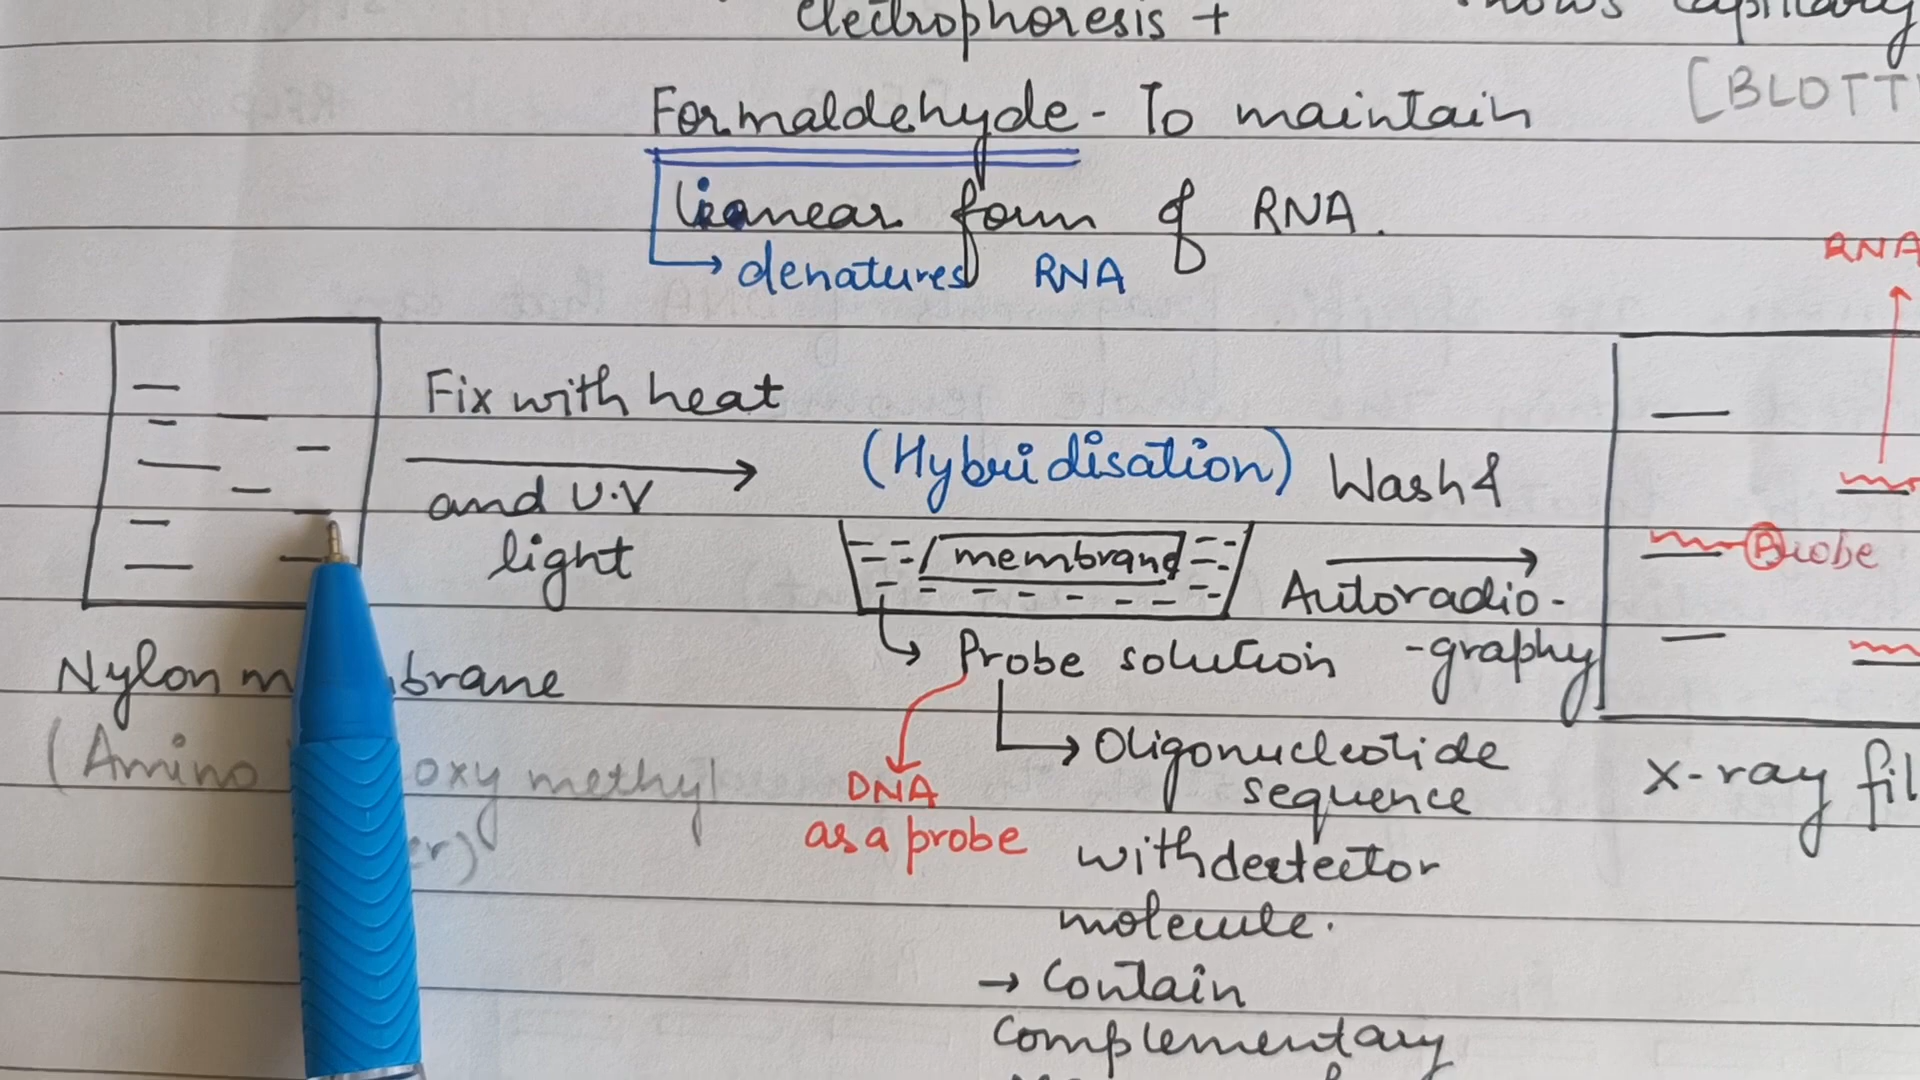 Electrophoresis +
[BLOTT
Formaldehyde - To maintain
Linear form of RNA.
→ denatures RNA
RNA
Fix with heat
and U.V
light
(Hybridisation)
membrane
Wash &
Autoradio-
-graphy
Probe
Nylon membrane
(Amino oxy methyl
→ Probe solution
DNA
as a probe
→ Oligonucleotide
sequence
with detector
molecule.
→ Contain
Complementary
X-ray fil